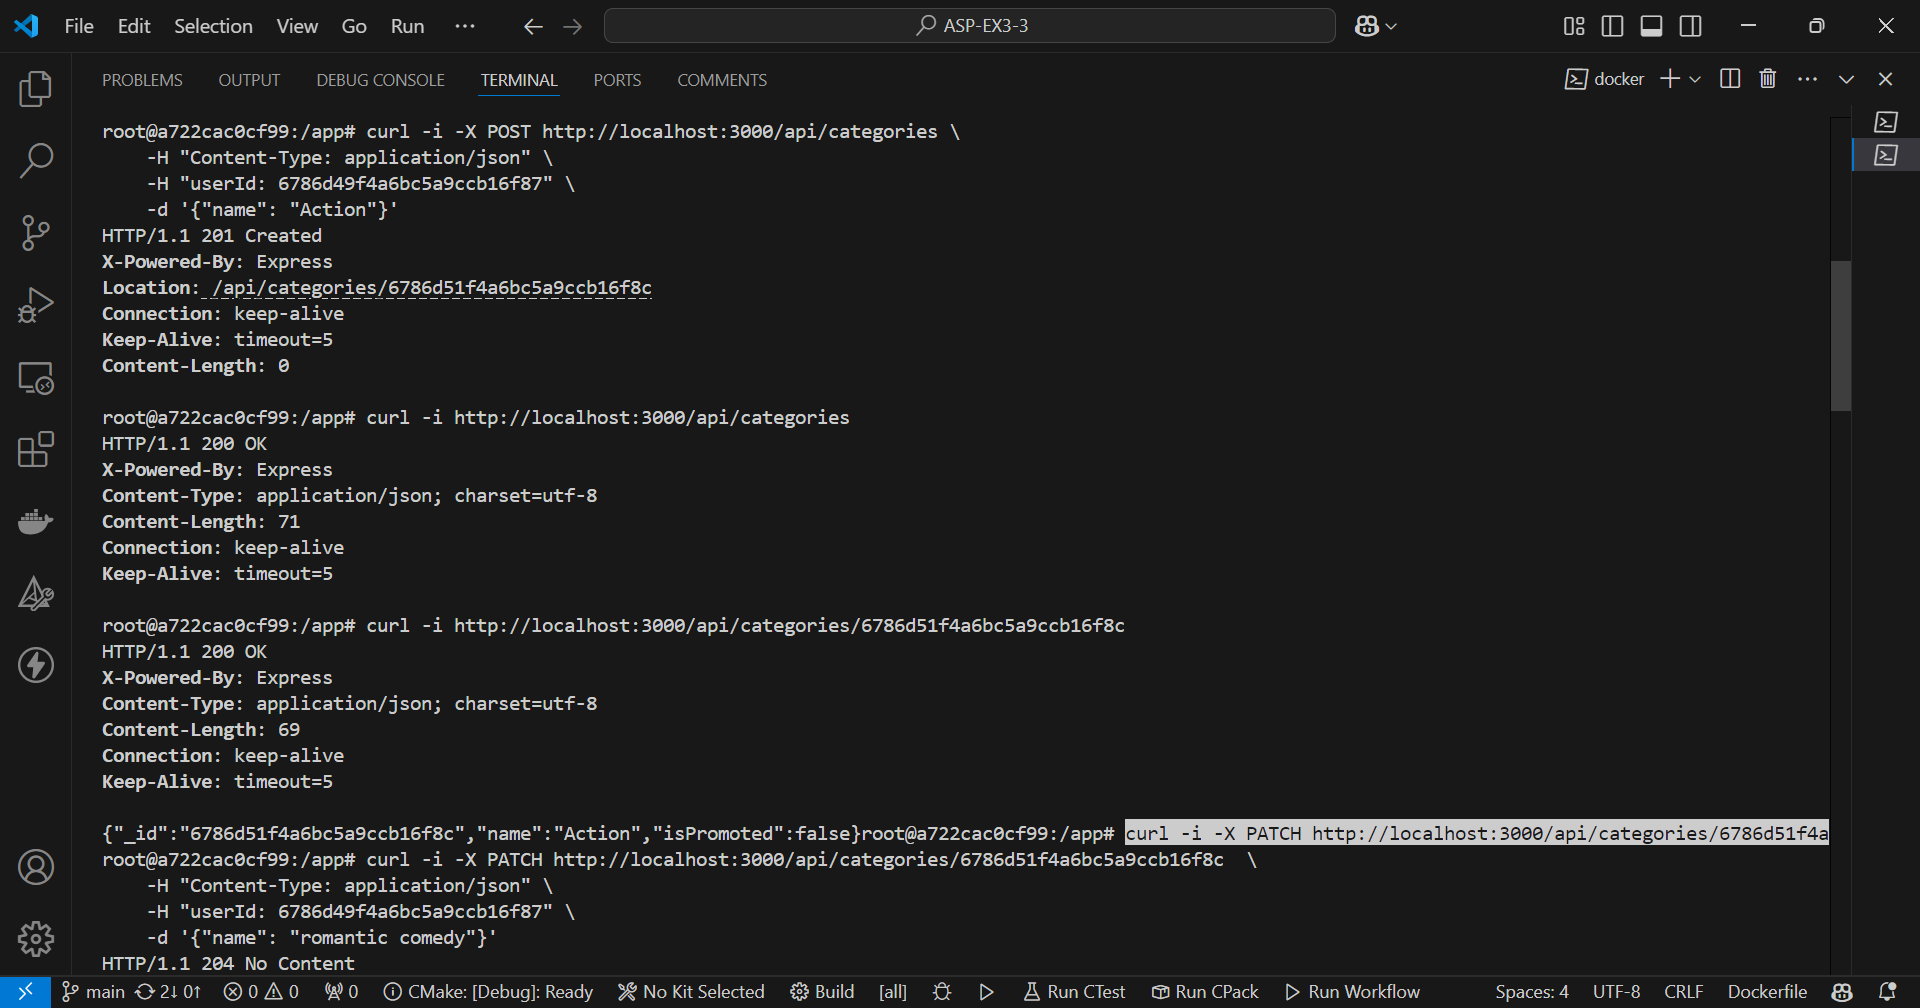 File Edit Selection View Go Run ··· ASP-EX3-3
PROBLEMS OUTPUT DEBUG CONSOLE TERMINAL PORTS COMMENTS docker
root@a722cac0cf99:/app# curl -i -X POST http://localhost:3000/api/categories \
-H "Content-Type: application/json" \
-H "userId: 6786d49f4a6bc5a9ccb16f87" \
-d '{"name": "Action"}'
HTTP/1.1 201 Created
X-Powered-By: Express
Location: /api/categories/6786d51f4a6bc5a9ccb16f8c
Connection: keep-alive
Keep-Alive: timeout=5
Content-Length: 0
root@a722cac0cf99:/app# curl -i http://localhost:3000/api/categories
HTTP/1.1 200 OK
X-Powered-By: Express
Content-Type: application/json; charset=utf-8
Content-Length: 71
Connection: keep-alive
Keep-Alive: timeout=5
root@a722cac0cf99:/app# curl -i http://localhost:3000/api/categories/6786d51f4a6bc5a9ccb16f8c
HTTP/1.1 200 OK
X-Powered-By: Express
Content-Type: application/json; charset=utf-8
Content-Length: 69
Connection: keep-alive
Keep-Alive: timeout=5
{"_id":"6786d51f4a6bc5a9ccb16f8c","name":"Action","isPromoted":false}root@a722cac0cf99:/app# curl -i -X PATCH http://localhost:3000/api/categories/6786d51f4a
root@a722cac0cf99:/app# curl -i -X PATCH http://localhost:3000/api/categories/6786d51f4a6bc5a9ccb16f8c \
-H "Content-Type: application/json" \
-H "userId: 6786d49f4a6bc5a9ccb16f87" \
-d '{"name": "romantic comedy"}'
HTTP/1.1 204 No Content
main 2↓ 0↑ 0 0 0 CMake: [Debug]: Ready No Kit Selected Build [all] Run CTest Run CPack Run Workflow Spaces: 4 UTF-8 CRLF Dockerfile